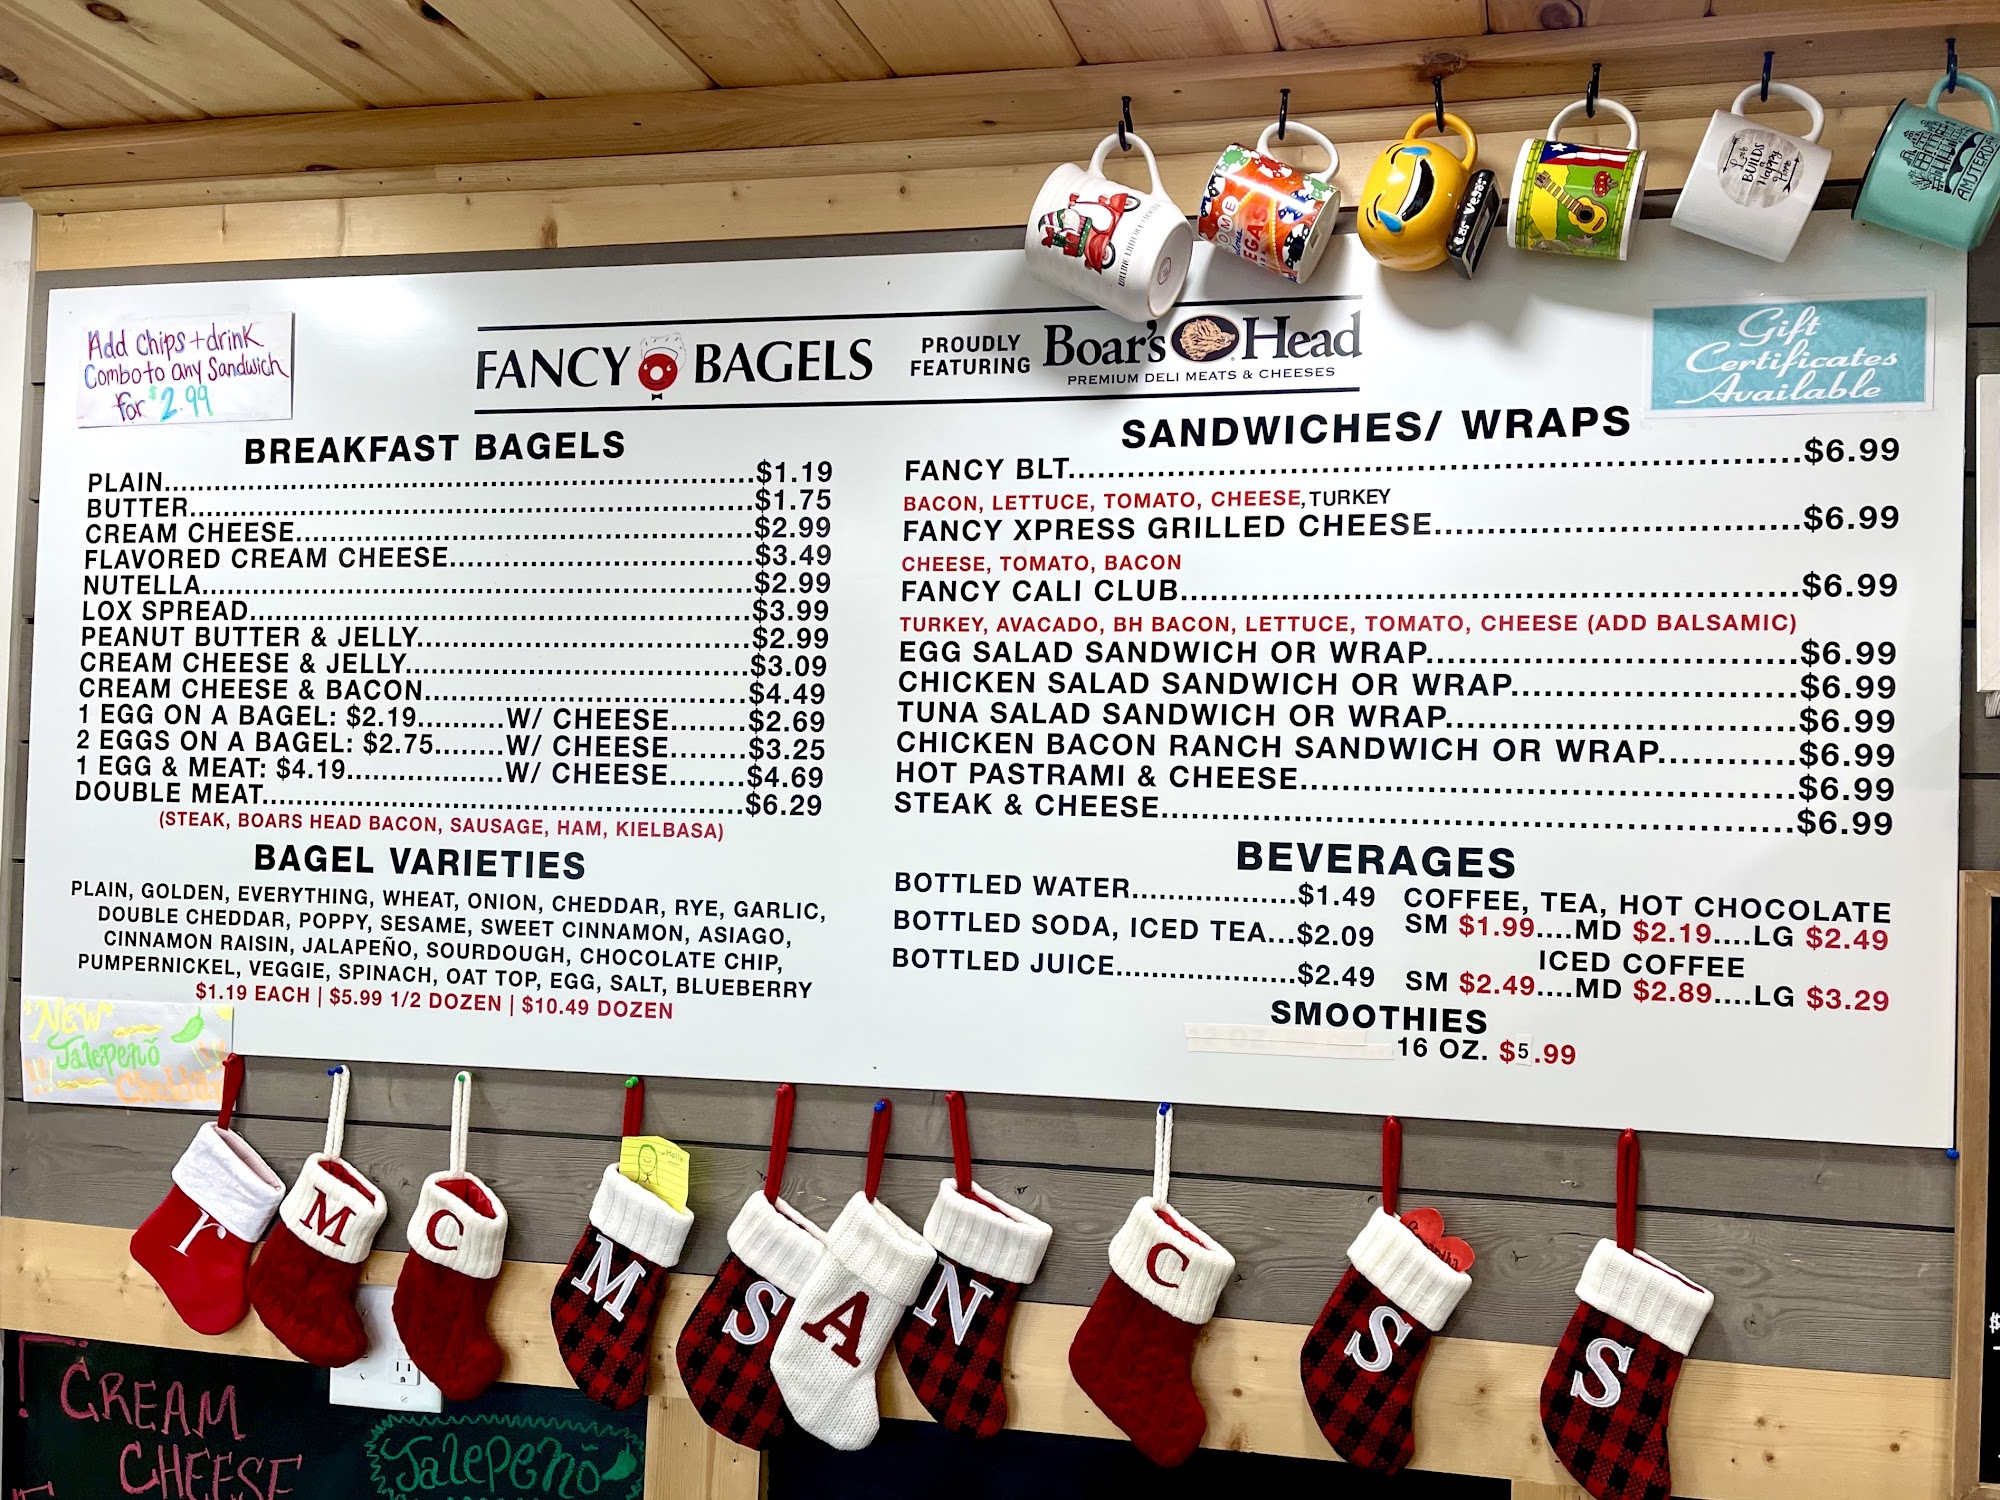 Add chips + drink
Combo to any Sandwich
for $2.99
FANCY BAGELS
PROUDLY
FEATURING
Boar's Head
PREMIUM DELI MEATS & CHEESES
Gift
Certificates
Available
BREAKFAST BAGELS
PLAIN $1.19
BUTTER $1.75
CREAM CHEESE $2.99
FLAVORED CREAM CHEESE $3.49
NUTELLA $2.99
LOX SPREAD $3.99
PEANUT BUTTER & JELLY $2.99
CREAM CHEESE & JELLY $3.09
CREAM CHEESE & BACON $4.49
1 EGG ON A BAGEL: $2.19 W/ CHEESE $2.69
2 EGGS ON A BAGEL: $2.75 W/ CHEESE $3.25
1 EGG & MEAT: $4.19 W/ CHEESE $4.69
DOUBLE MEAT $6.29
(STEAK, BOARS HEAD BACON, SAUSAGE, HAM, KIELBASA)
BAGEL VARIETIES
PLAIN, GOLDEN, EVERYTHING, WHEAT, ONION, CHEDDAR, RYE, GARLIC,
DOUBLE CHEDDAR, POPPY, SESAME, SWEET CINNAMON, ASIAGO,
CINNAMON RAISIN, JALAPEÑO, SOURDOUGH, CHOCOLATE CHIP,
PUMPERNICKEL, VEGGIE, SPINACH, OAT TOP, EGG, SALT, BLUEBERRY
$1.19 EACH | $5.99 1/2 DOZEN | $10.49 DOZEN
"NEW"
Jalepenõ
Cheddar
SANDWICHES/ WRAPS
FANCY BLT $6.99
BACON, LETTUCE, TOMATO, CHEESE, TURKEY
FANCY XPRESS GRILLED CHEESE $6.99
CHEESE, TOMATO, BACON
FANCY CALI CLUB $6.99
TURKEY, AVACADO, BH BACON, LETTUCE, TOMATO, CHEESE (ADD BALSAMIC)
EGG SALAD SANDWICH OR WRAP $6.99
CHICKEN SALAD SANDWICH OR WRAP $6.99
TUNA SALAD SANDWICH OR WRAP $6.99
CHICKEN BACON RANCH SANDWICH OR WRAP $6.99
HOT PASTRAMI & CHEESE $6.99
STEAK & CHEESE $6.99
BEVERAGES
BOTTLED WATER $1.49
BOTTLED SODA, ICED TEA $2.09
BOTTLED JUICE $2.49
COFFEE, TEA, HOT CHOCOLATE
SM $1.99....MD $2.19....LG $2.49
ICED COFFEE
SM $2.49....MD $2.89....LG $3.29
SMOOTHIES
16 OZ. $5.99
Las Vegas
Love
BUILDS
a Happy
Home
AMSTERDAM
r
M
C
M
S
A
N
C
S
S
CREAM
CHEESE
Jalepenõ